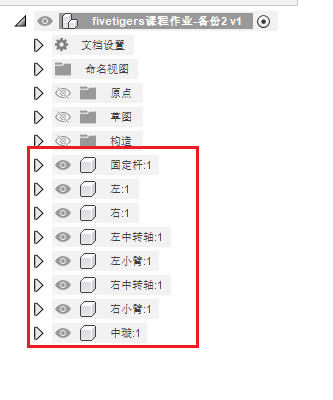 fivetigers课程作业-备份2 v1
文档设置
命名视图
原点
草图
构造
固定杆:1
左:1
右:1
左中转轴:1
左小臂:1
右中转轴:1
右小臂:1
中璇:1